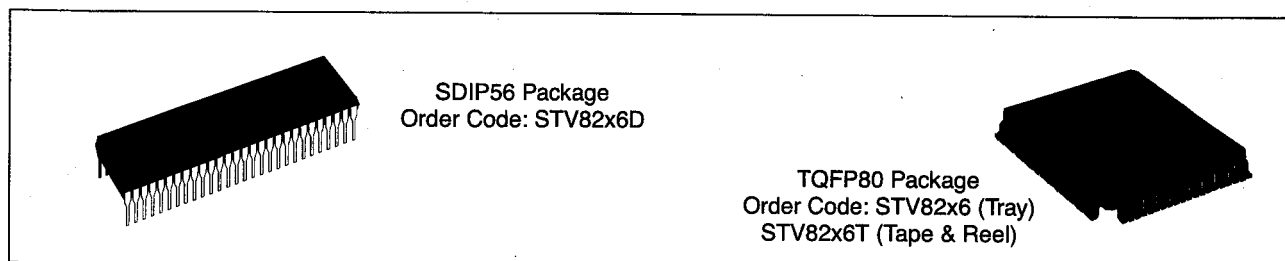 SDIP56 Package
Order Code: STV82x6D
TQFP80 Package
Order Code: STV82x6 (Tray)
STV82x6T (Tape & Reel)